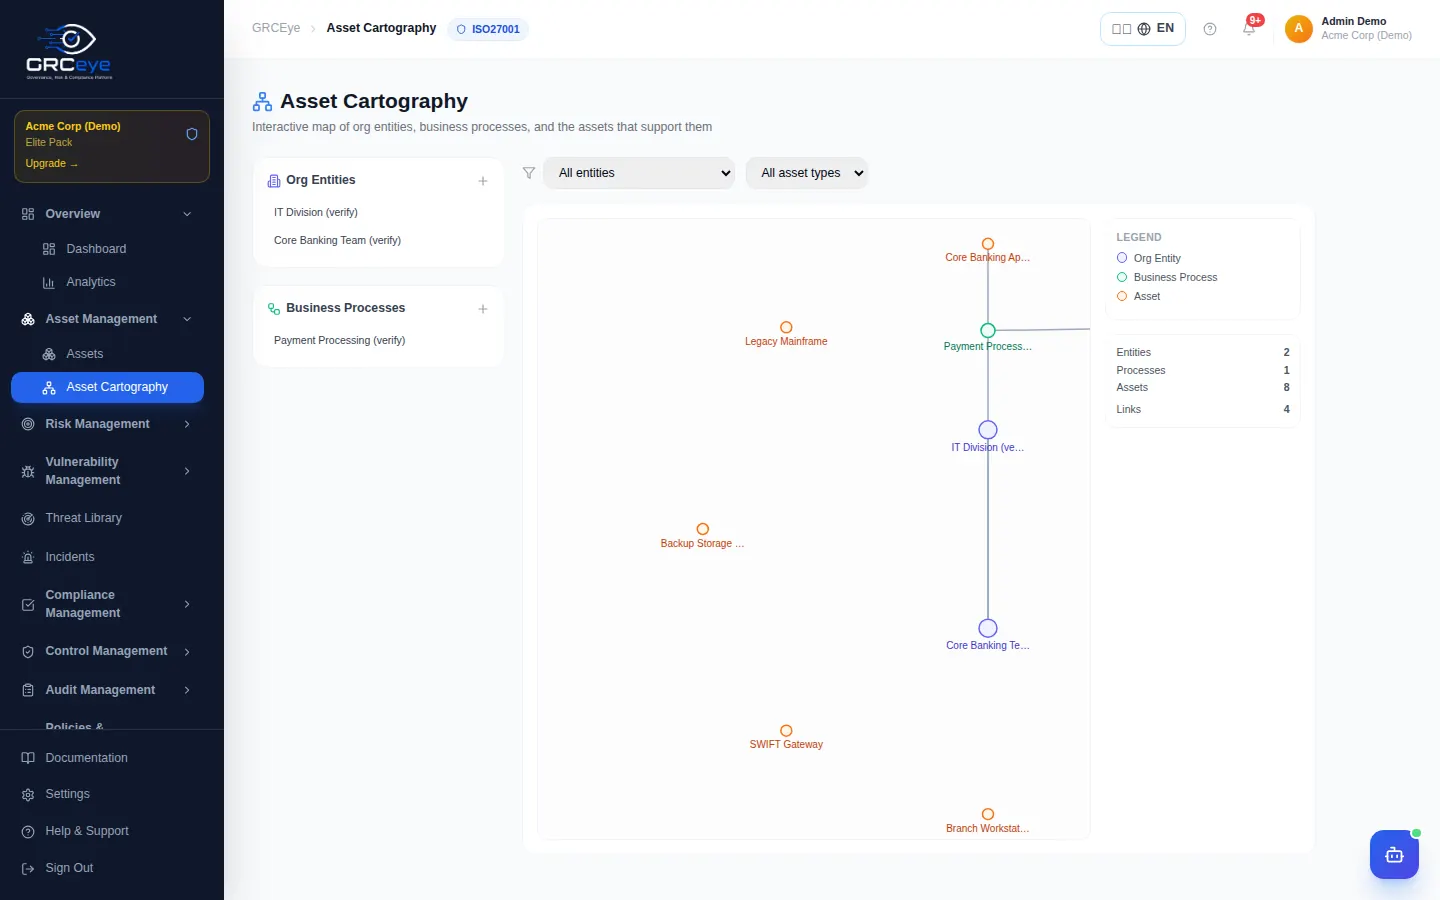 GRCeye
Governance, Risk & Compliance Platform
Acme Corp (Demo)
Elite Pack
Upgrade →
Overview
Dashboard
Analytics
Asset Management
Assets
Asset Cartography
Risk Management
Vulnerability
Management
Threat Library
Incidents
Compliance
Management
Control Management
Audit Management
Policies &
Documentation
Settings
Help & Support
Sign Out
GRCEye
Asset Cartography
ISO27001
EN
9+
A
Admin Demo
Acme Corp (Demo)
Asset Cartography
Interactive map of org entities, business processes, and the assets that support them
Org Entities
IT Division (verify)
Core Banking Team (verify)
Business Processes
Payment Processing (verify)
All entities
All asset types
Core Banking Ap…
Legacy Mainframe
Payment Process…
IT Division (ve…
Backup Storage …
Core Banking Te…
SWIFT Gateway
Branch Workstat…
LEGEND
Org Entity
Business Process
Asset
Entities 2
Processes 1
Assets 8
Links 4